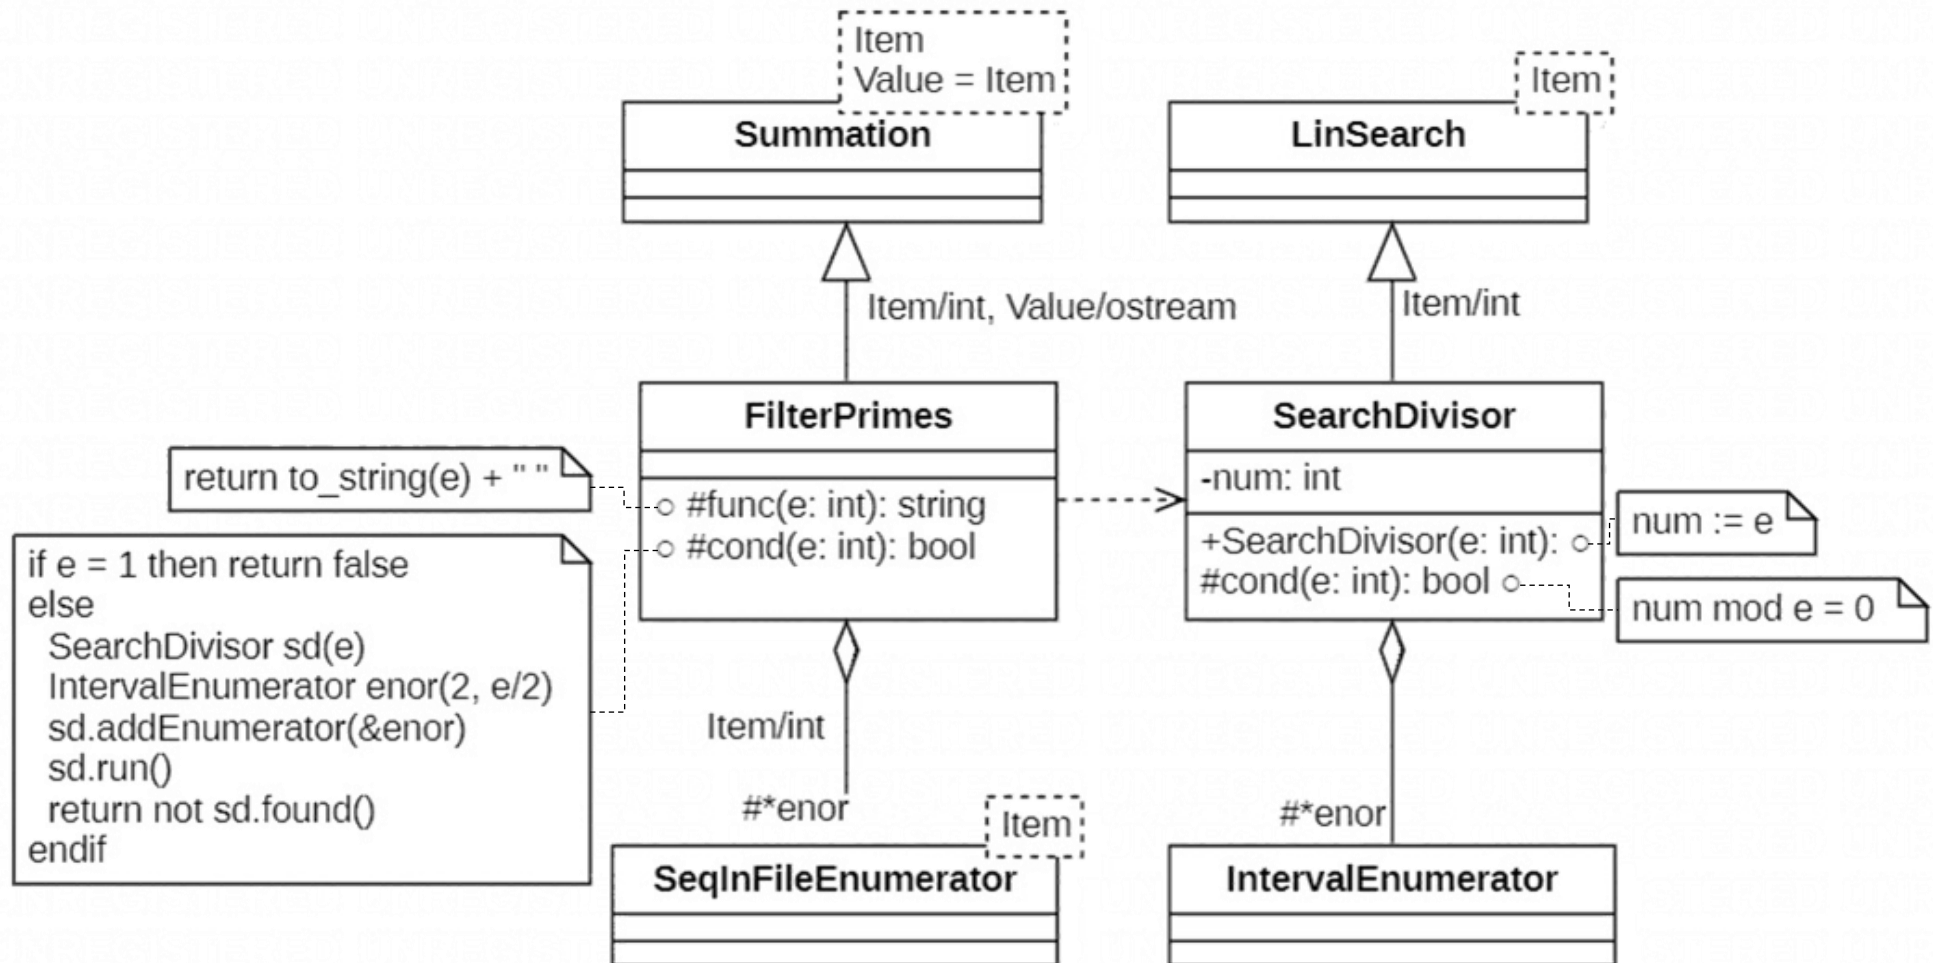 Item
Value = Item
Summation
Item
LinSearch
Item/int, Value/ostream
Item/int
FilterPrimes
#func(e: int): string
#cond(e: int): bool
return to_string(e) + " "
if e = 1 then return false
else
SearchDivisor sd(e)
IntervalEnumerator enor(2, e/2)
sd.addEnumerator(&enor)
sd.run()
return not sd.found()
endif
SearchDivisor
-num: int
+SearchDivisor(e: int):
#cond(e: int): bool
num := e
num mod e = 0
Item/int
#*enor
Item
SeqInFileEnumerator
#*enor
IntervalEnumerator
UNREGISTERED